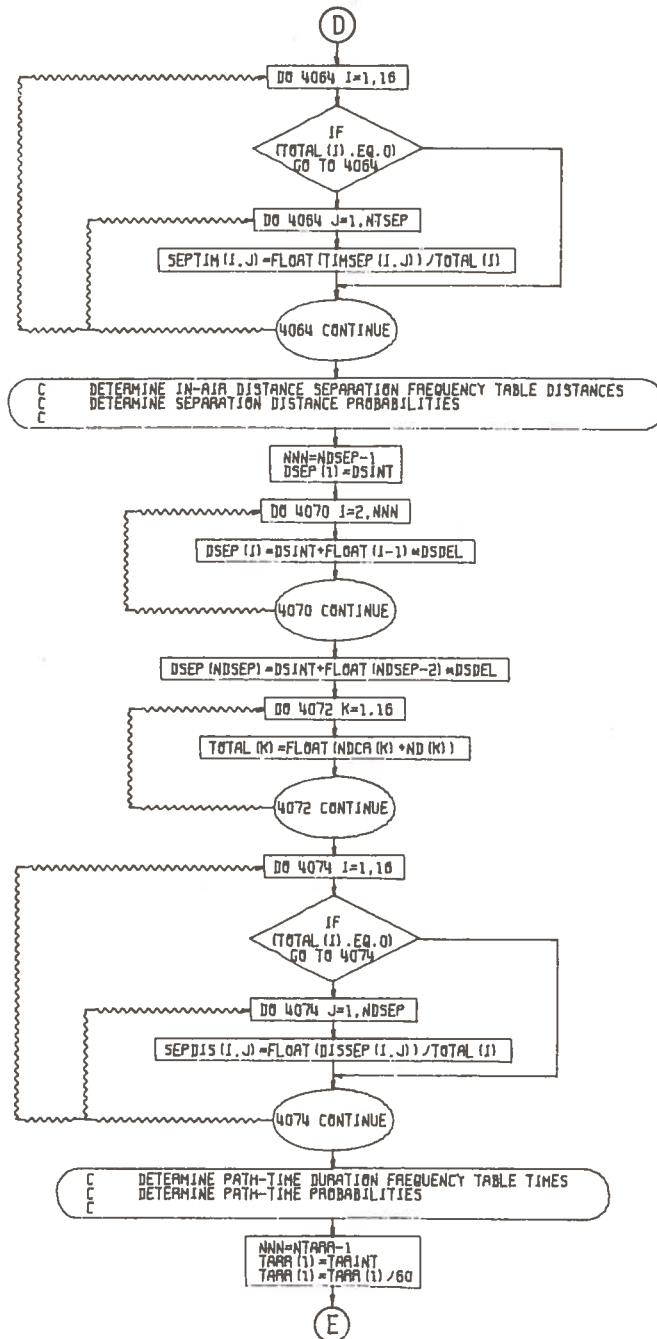 D
DO 4064 I=1,16
IF
(TOTAL(I).EQ.0)
GO TO 4064
DO 4064 J=1,NTSEP
SEPTIM(I,J)=FLOAT(TIMSEP(I,J))/TOTAL(I)
4064 CONTINUE
C DETERMINE IN-AIR DISTANCE SEPARATION FREQUENCY TABLE DISTANCES
C DETERMINE SEPARATION DISTANCE PROBABILITIES
C
NNN=NDSEP-1
DSEP(1)=DSINT
DO 4070 I=2,NNN
DSEP(I)=DSINT+FLOAT(I-1)*DSDEL
4070 CONTINUE
DSEP(NDSEP)=DSINT+FLOAT(NDSEP-2)*DSDEL
DO 4072 K=1,16
TOTAL(K)=FLOAT(NDCR(K)+ND(K))
4072 CONTINUE
DO 4074 I=1,16
IF
(TOTAL(I).EQ.0)
GO TO 4074
DO 4074 J=1,NDSEP
SEPDIS(I,J)=FLOAT(DISSEP(I,J))/TOTAL(I)
4074 CONTINUE
C DETERMINE PATH-TIME DURATION FREQUENCY TABLE TIMES
C DETERMINE PATH-TIME PROBABILITIES
C
NNN=NTARR-1
TARR(1)=TARINT
TARR(1)=TARR(1)/60
E